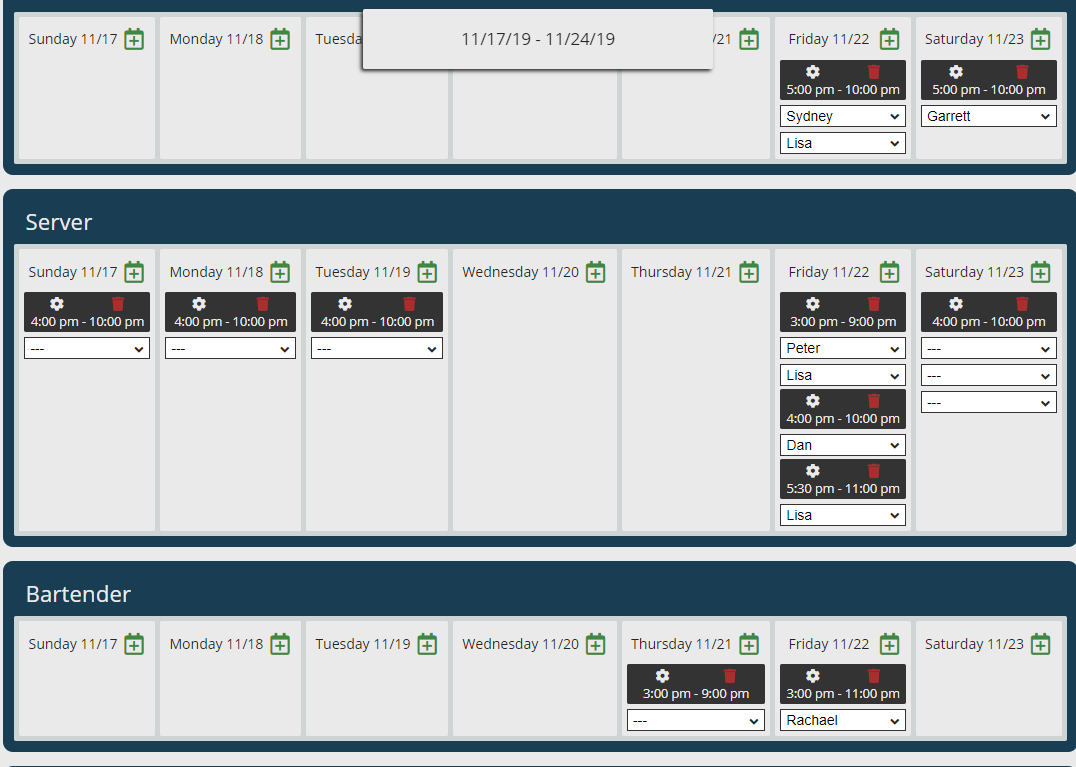 11/17/19 - 11/24/19
Sunday 11/17 Monday 11/18 /21 Friday 11/22 Saturday 11/23
5:00 pm - 10:00 pm 5:00 pm - 10:00 pm
Sydney Garrett
Lisa
Server
Sunday 11/17 Monday 11/18 Tuesday 11/19 Wednesday 11/20 Thursday 11/21 Friday 11/22 Saturday 11/23
4:00 pm - 10:00 pm 4:00 pm - 10:00 pm 4:00 pm - 10:00 pm 3:00 pm - 9:00 pm 4:00 pm - 10:00 pm
--- --- --- Peter ---
Lisa ---
4:00 pm - 10:00 pm ---
Dan
5:30 pm - 11:00 pm
Lisa
Bartender
Sunday 11/17 Monday 11/18 Tuesday 11/19 Wednesday 11/20 Thursday 11/21 Friday 11/22 Saturday 11/23
3:00 pm - 9:00 pm 3:00 pm - 11:00 pm
--- Rachael